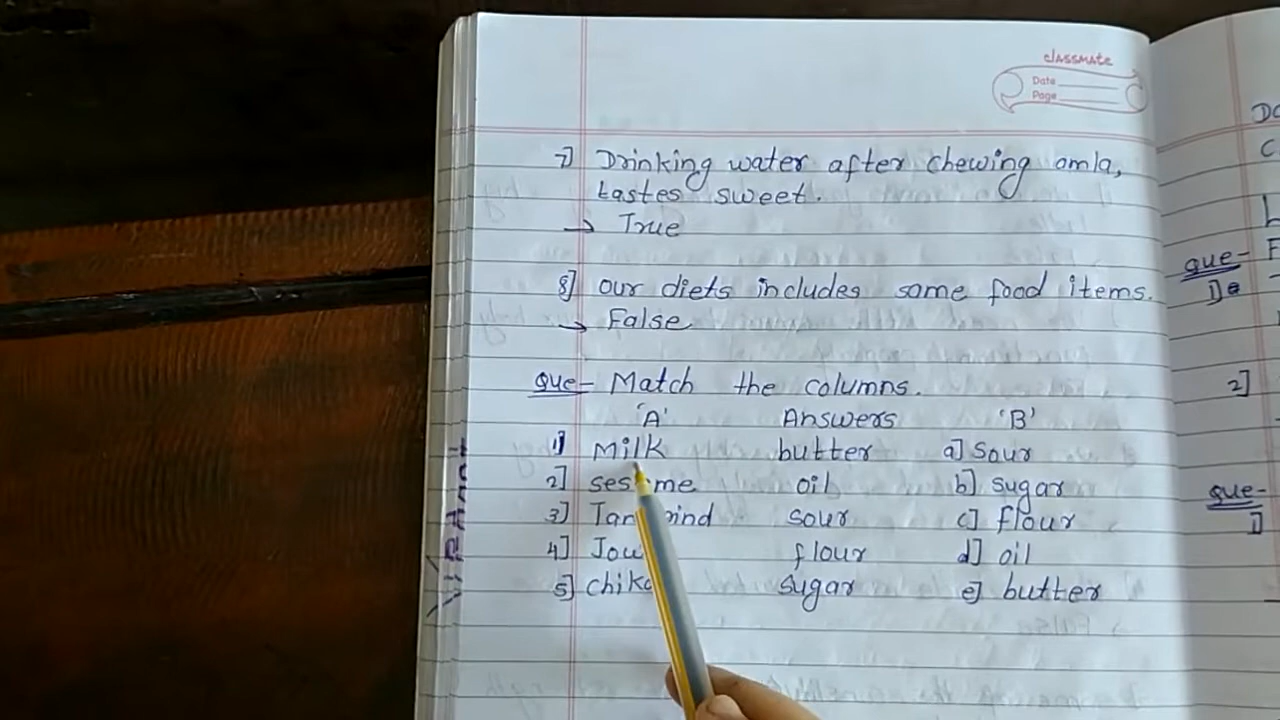 classmate
Date
Page
7] Drinking water after chewing amla,
tastes sweet.
→ True
8] our diets includes same food items.
→ False
Que- Match the columns.
'A' Answers 'B'
1] Milk butter a] Sour
2] oil b] sugar
3] sour c] flour
4] flour d] oil
5] sugar e] butter
que-
1]
2]
que-
1]